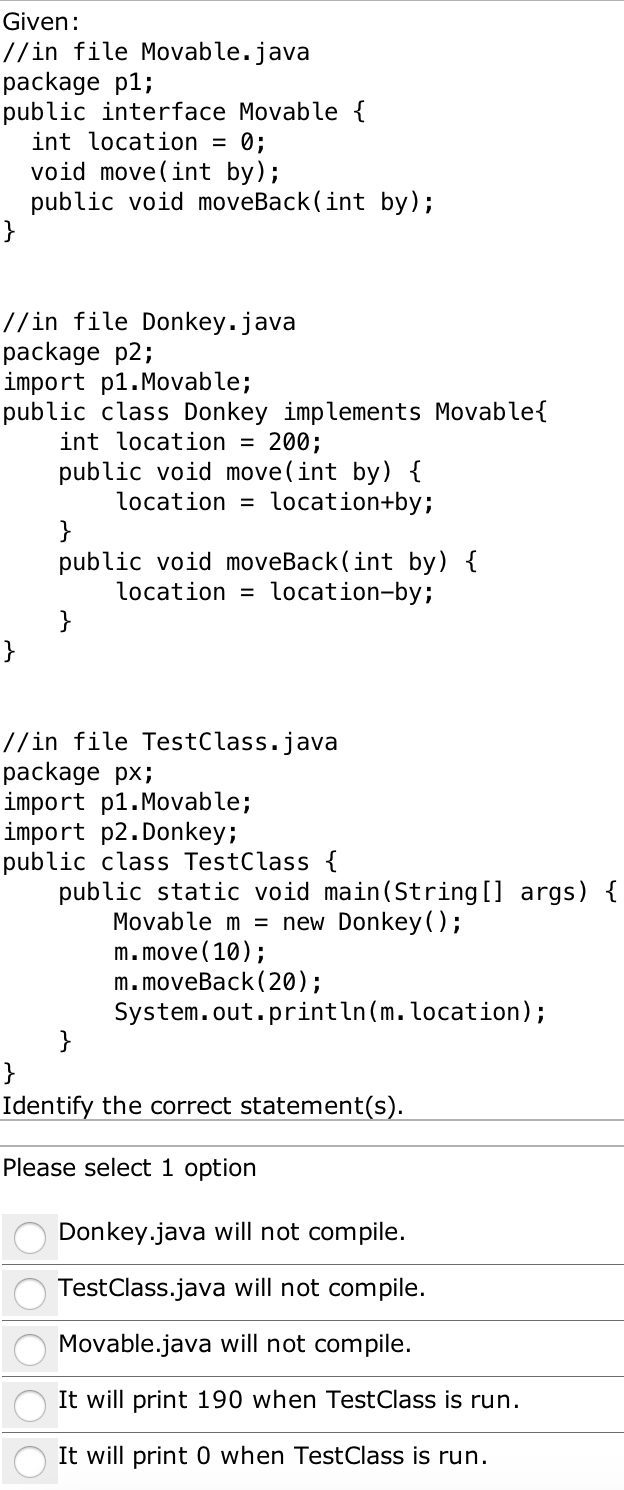 Given:
//in file Movable.java
package p1;
public interface Movable {
  int location = 0;
  void move(int by);
  public void moveBack(int by);
}
//in file Donkey.java
package p2;
import p1.Movable;
public class Donkey implements Movable{
    int location = 200;
    public void move(int by) {
        location = location+by;
    }
    public void moveBack(int by) {
        location = location−by;
    }
}
//in file TestClass.java
package px;
import p1.Movable;
import p2.Donkey;
public class TestClass {
    public static void main(String[] args) {
        Movable m = new Donkey();
        m.move(10);
        m.moveBack(20);
        System.out.println(m.location);
    }
}
Identify the correct statement(s).
Please select 1 option
Donkey.java will not compile.
TestClass.java will not compile.
Movable.java will not compile.
It will print 190 when TestClass is run.
It will print 0 when TestClass is run.